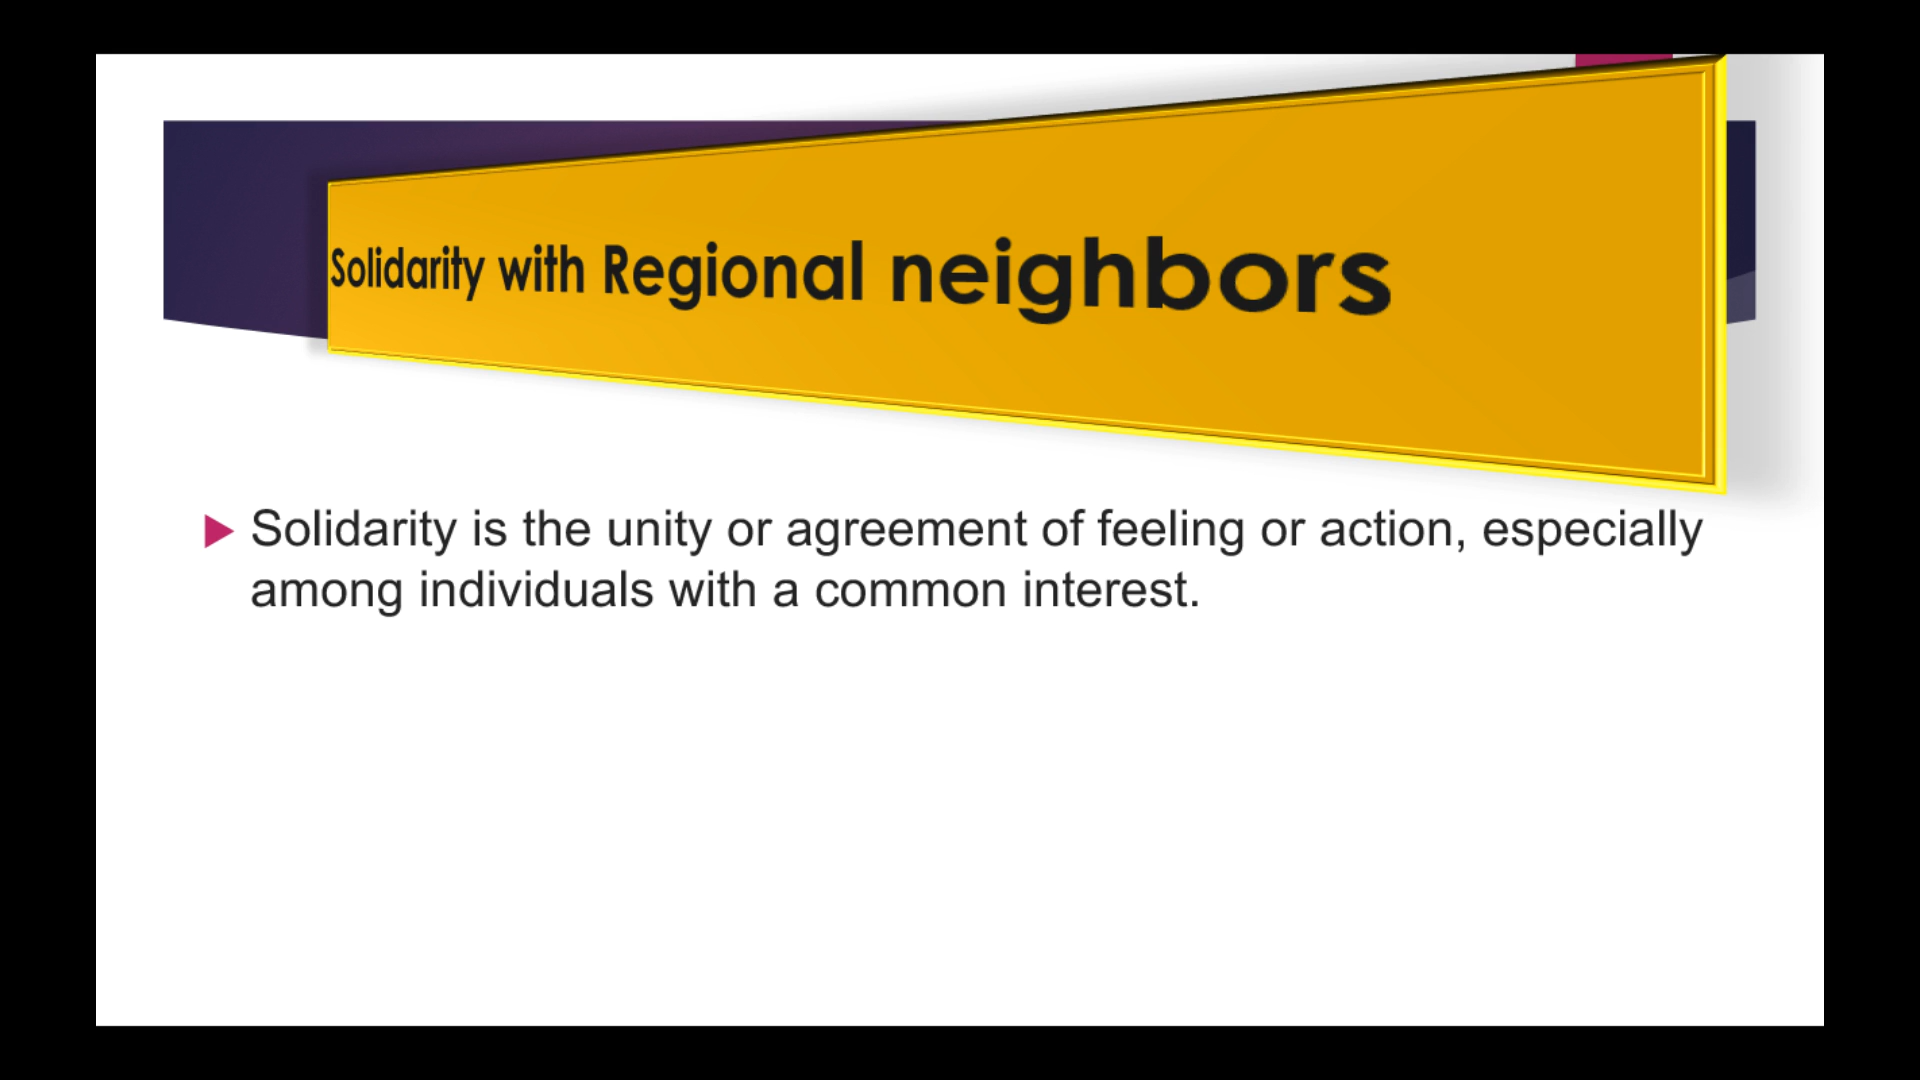 Solidarity with Regional neighbors
Solidarity is the unity or agreement of feeling or action, especially
among individuals with a common interest.